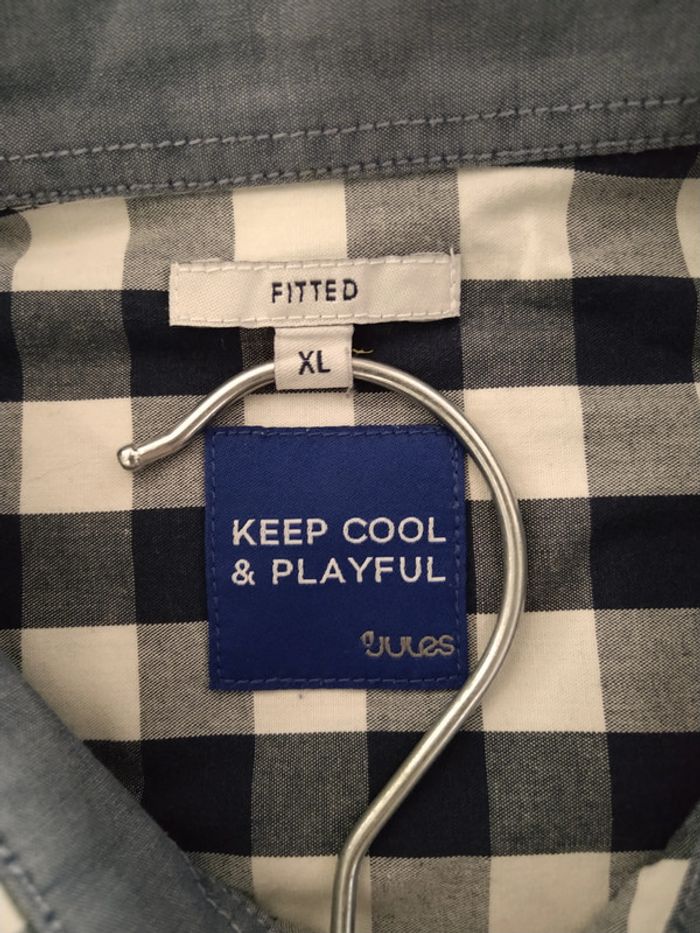 FITTED
XL
KEEP COOL
& PLAYFUL
Jules